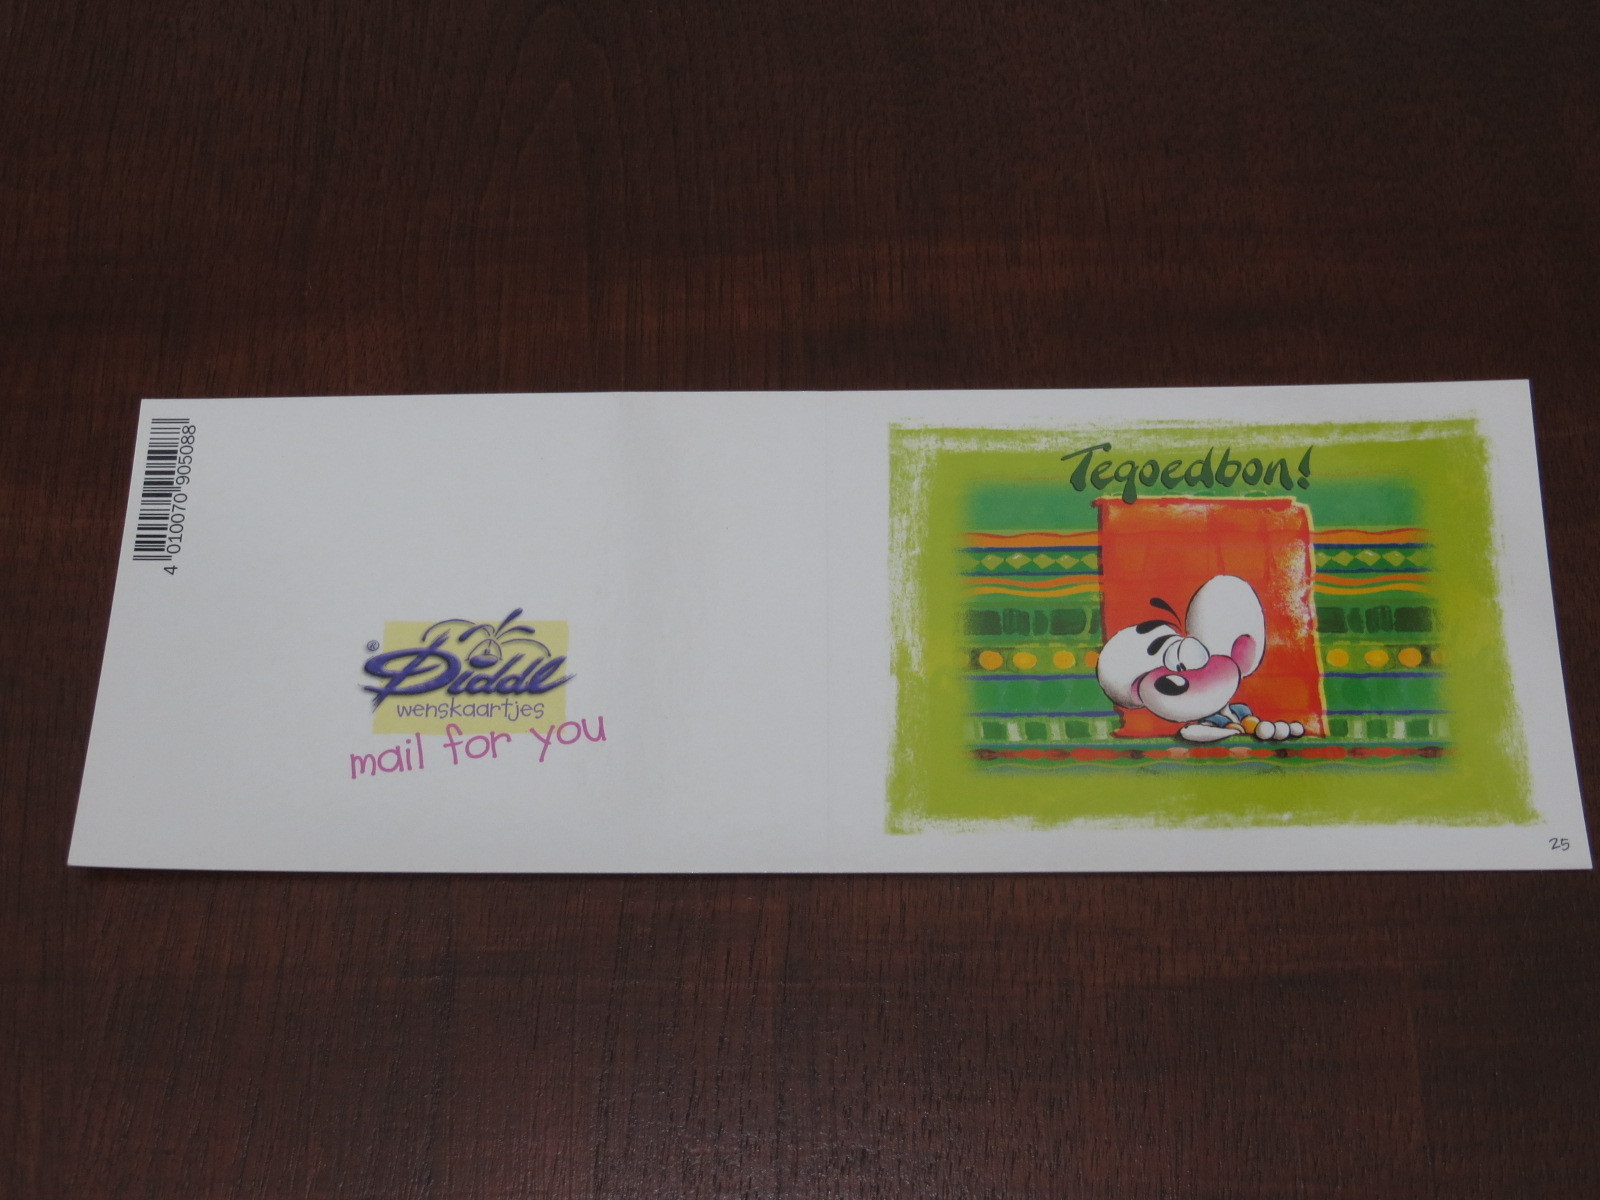 4 010070 905088
® Diddl
wenskaartjes
mail for you
Tegoedbon!
25